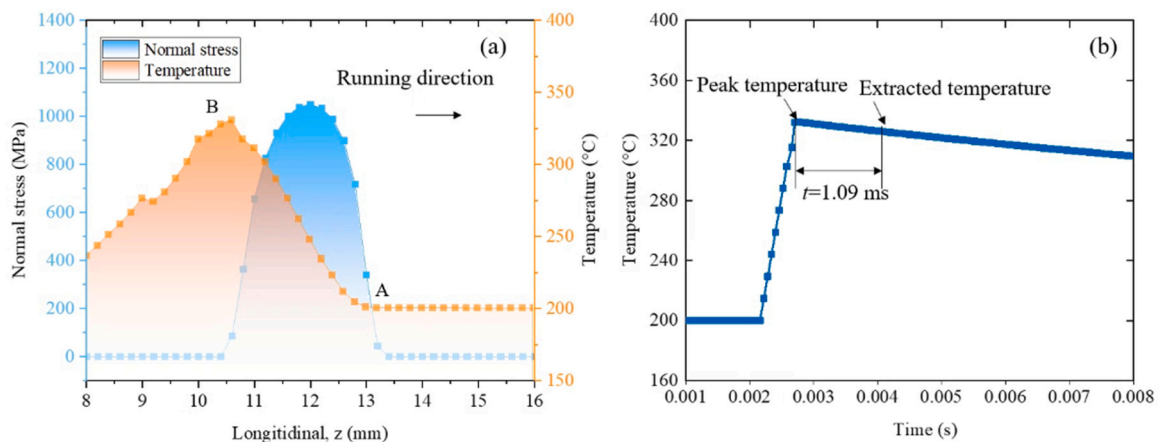 1400
1200
1000
800
600
400
200
0
Normal stress (MPa)
Normal stress
Temperature
(a)
Running direction
B
A
400
350
300
250
200
150
Temperature (°C)
8 9 10 11 12 13 14 15 16
Longitidinal, z (mm)
400
360
320
280
240
200
160
Temperature (°C)
(b)
Peak temperature
Extracted temperature
t=1.09 ms
0.001 0.002 0.003 0.004 0.005 0.006 0.007 0.008
Time (s)